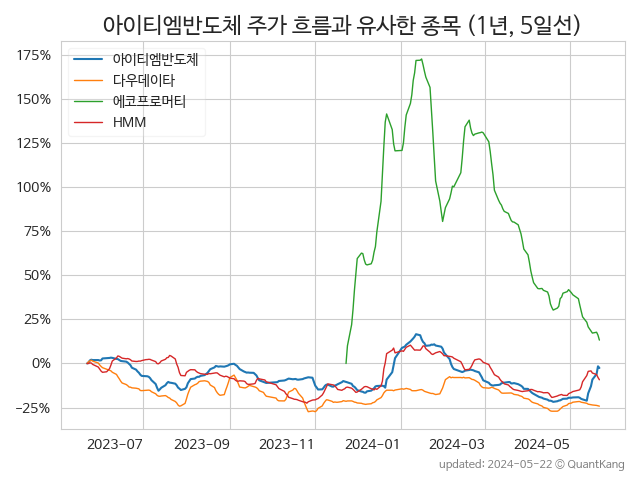 아이티엠반도체 주가 흐름과 유사한 종목 (1년, 5일선)
175%
150%
125%
100%
75%
50%
25%
0%
−25%
아이티엠반도체
다우데이타
에코프로머티
HMM
2023-07 2023-09 2023-11 2024-01 2024-03 2024-05
updated: 2024-05-22 © QuantKang